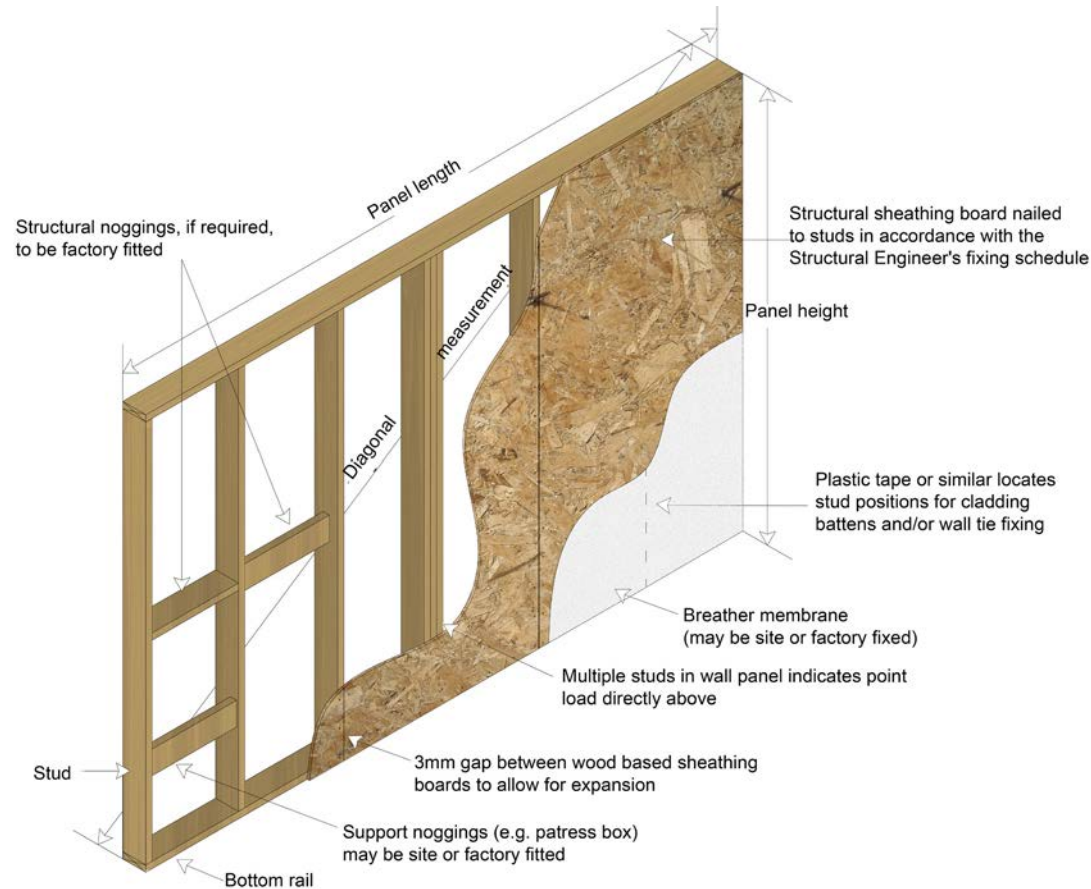 Panel length
Structural noggings, if required,
to be factory fitted
Structural sheathing board nailed
to studs in accordance with the
Structural Engineer's fixing schedule
measurement
Panel height
Diagonal
Plastic tape or similar locates
stud positions for cladding
battens and/or wall tie fixing
Breather membrane
(may be site or factory fixed)
Multiple studs in wall panel indicates point
load directly above
Stud
3mm gap between wood based sheathing
boards to allow for expansion
Support noggings (e.g. patress box)
may be site or factory fitted
Bottom rail